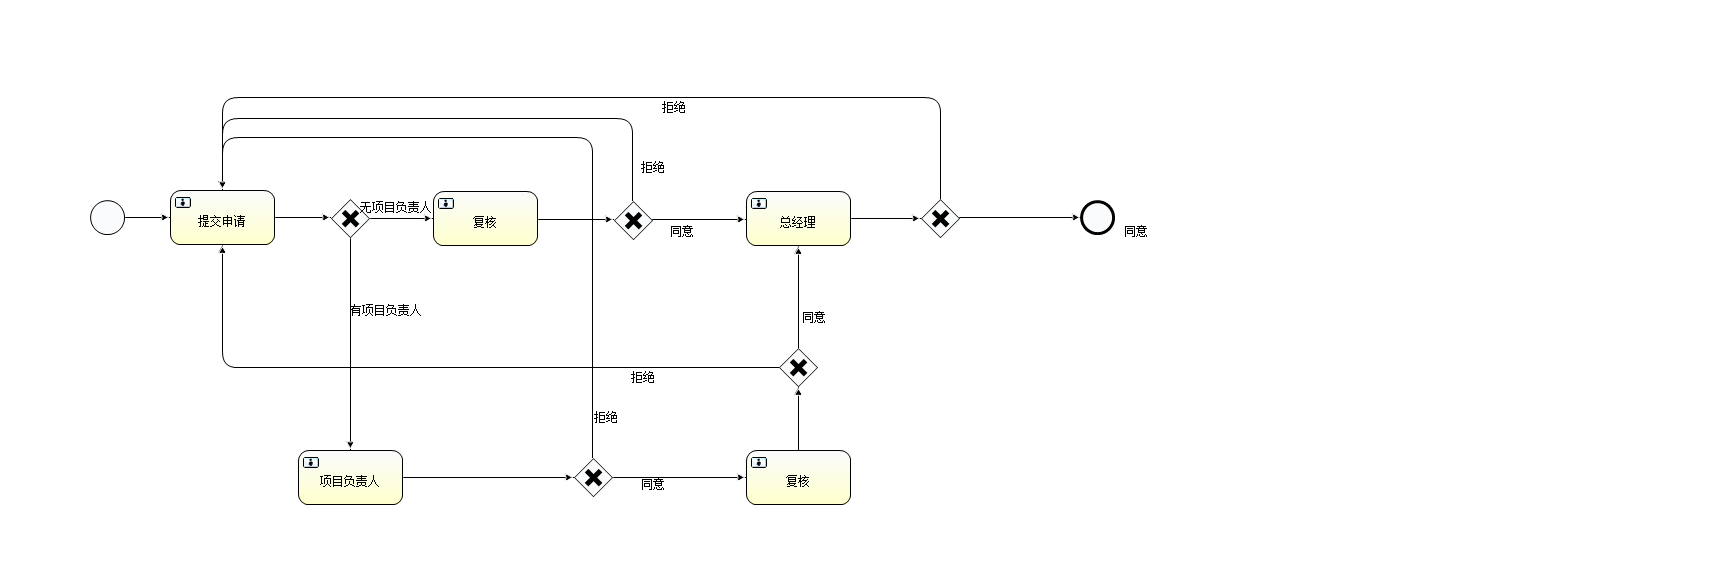 拒绝
拒绝
无项目负责人
提交申请
复核
总经理
同意
同意
有项目负责人
同意
拒绝
拒绝
项目负责人
同意
复核